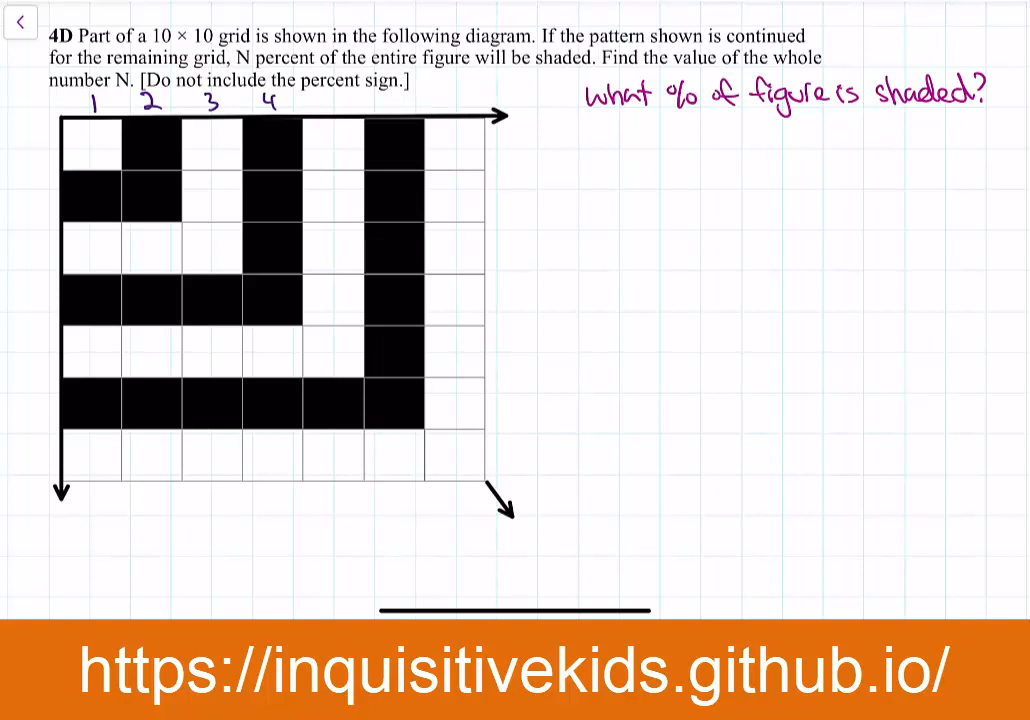 4D Part of a 10 × 10 grid is shown in the following diagram. If the pattern shown is continued
for the remaining grid, N percent of the entire figure will be shaded. Find the value of the whole
number N. [Do not include the percent sign.]
What % of figure is shaded?
1 2 3 4
https://inquisitivekids.github.io/